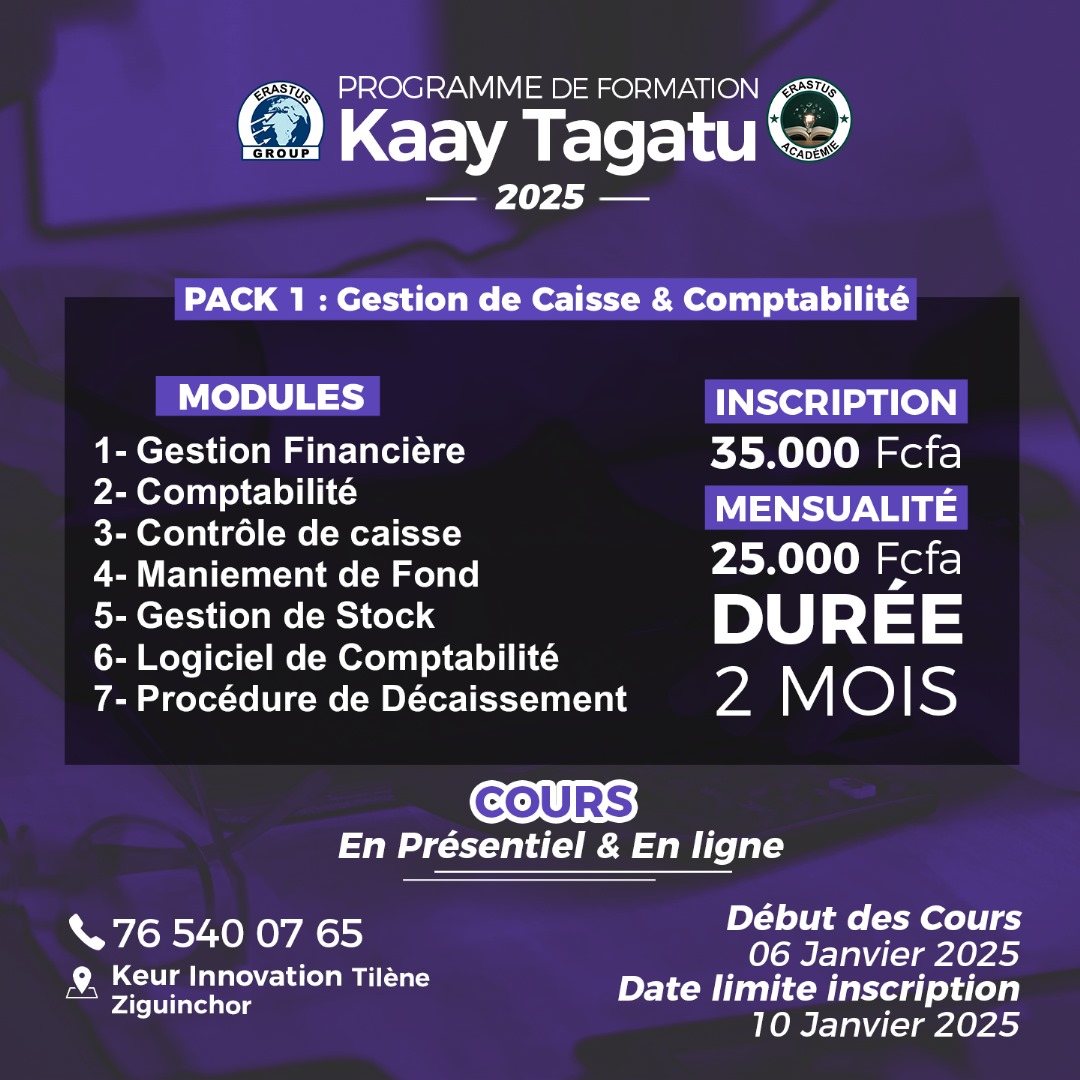 PROGRAMME DE FORMATION
ERASTUS
GROUP
Kaay Tagatu
ERASTUS
ACADÉMIE
2025
PACK 1 : Gestion de Caisse & Comptabilité
MODULES
1- Gestion Financière
2- Comptabilité
3- Contrôle de caisse
4- Maniement de Fond
5- Gestion de Stock
6- Logiciel de Comptabilité
7- Procédure de Décaissement
INSCRIPTION
35.000 Fcfa
MENSUALITÉ
25.000 Fcfa
DURÉE
2 MOIS
COURS
En Présentiel & En ligne
76 540 07 65
Keur Innovation Tilène
Ziguinchor
Début des Cours
06 Janvier 2025
Date limite inscription
10 Janvier 2025